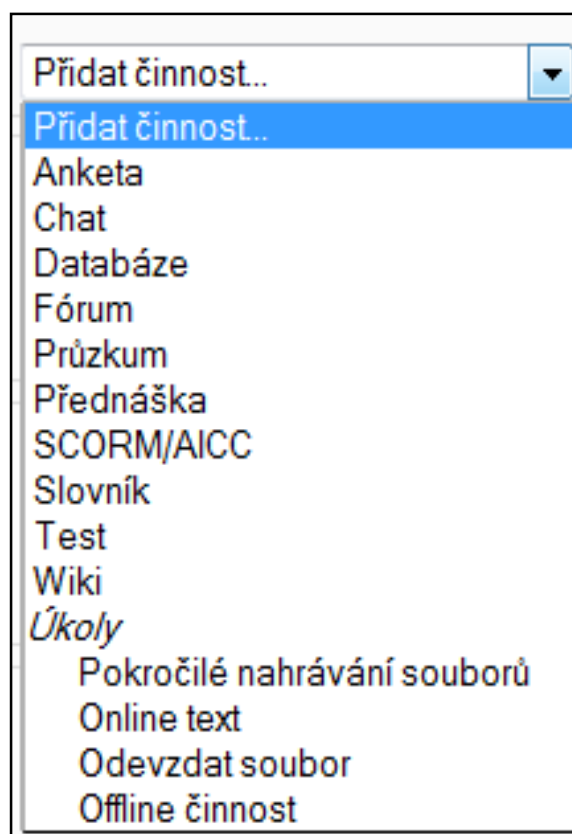 Přidat činnost...
Přidat činnost...
Anketa
Chat
Databáze
Fórum
Průzkum
Přednáška
SCORM/AICC
Slovník
Test
Wiki
Úkoly
Pokročilé nahrávání souborů
Online text
Odevzdat soubor
Offline činnost